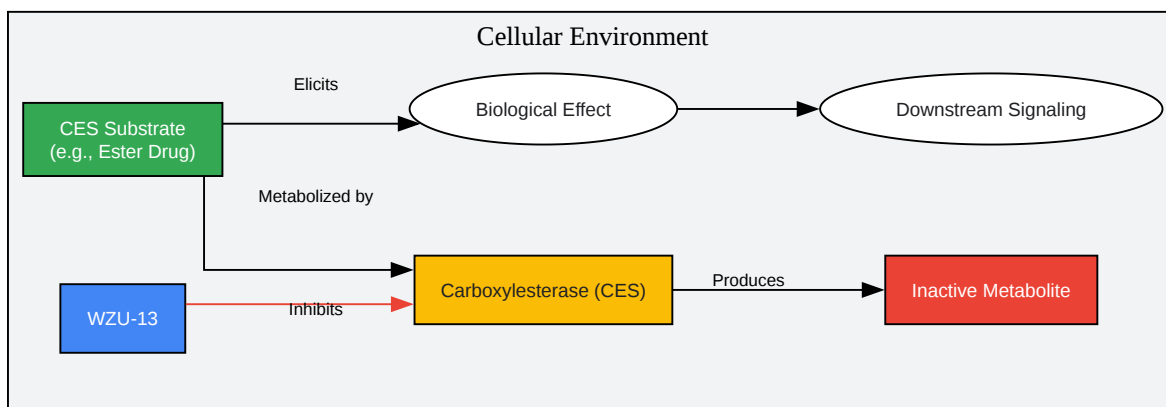 Cellular Environment
Elicits
Biological Effect
Downstream Signaling
CES Substrate
(e.g., Ester Drug)
Metabolized by
Carboxylesterase (CES)
Produces
Inactive Metabolite
WZU-13
Inhibits